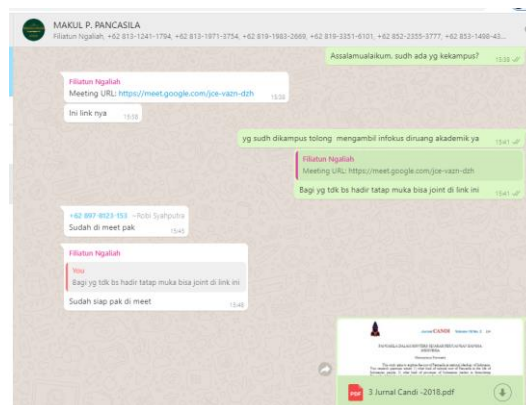 MAKUL P. PANCASILA
Filiatun Ngaliah, +62 813-1241-1794, +62 813-1971-3754, +62 819-1983-2669, +62 819-3351-6101, +62 852-2355-3777, +62 853-1498-43...
Assalamualaikum. sudh ada yg kekampus?
15:35
Filiatun Ngaliah
Meeting URL: https://meet.google.com/jce-vazn-dzh
15:38
Ini link nya
15:38
yg sudh dikampus tolong mengambil infokus diruang akademik ya
15:41
Filiatun Ngaliah
Meeting URL: https://meet.google.com/jce-vazn-dzh
Bagi yg tdk bs hadir tatap muka bisa joint di link ini
15:41
+62 897-8123-153 ~Robi Syahputra
Sudah di meet pak
15:45
Filiatun Ngaliah
You
Bagi yg tdk bs hadir tatap muka bisa joint di link ini
Sudah siap pak di meet
15:48
Jurnal CANDI
INDONESIA
PDF
3 Jurnal Candi -2018.pdf